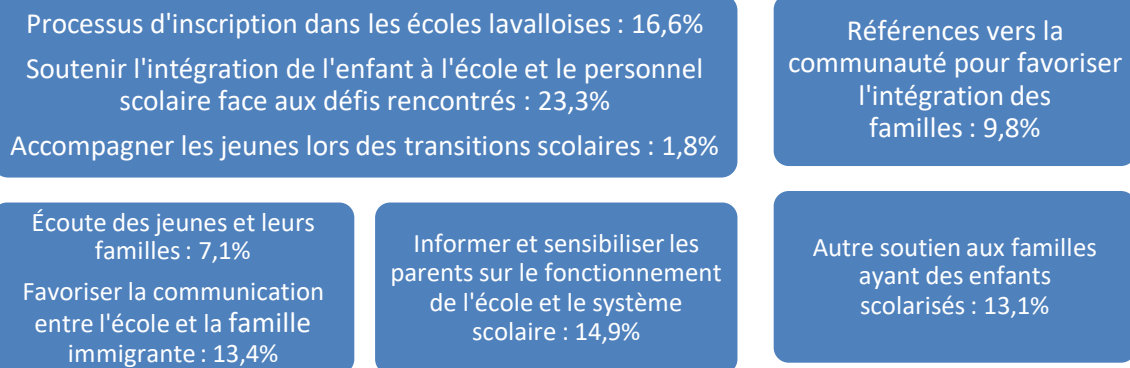 Processus d'inscription dans les écoles lavalloises : 16,6%
Soutenir l'intégration de l'enfant à l'école et le personnel
scolaire face aux défis rencontrés : 23,3%
Accompagner les jeunes lors des transitions scolaires : 1,8%
Références vers la
communauté pour favoriser
l'intégration des
familles : 9,8%
Écoute des jeunes et leurs
familles : 7,1%
Favoriser la communication
entre l'école et la famille
immigrante : 13,4%
Informer et sensibiliser les
parents sur le fonctionnement
de l'école et le système
scolaire : 14,9%
Autre soutien aux familles
ayant des enfants
scolarisés : 13,1%